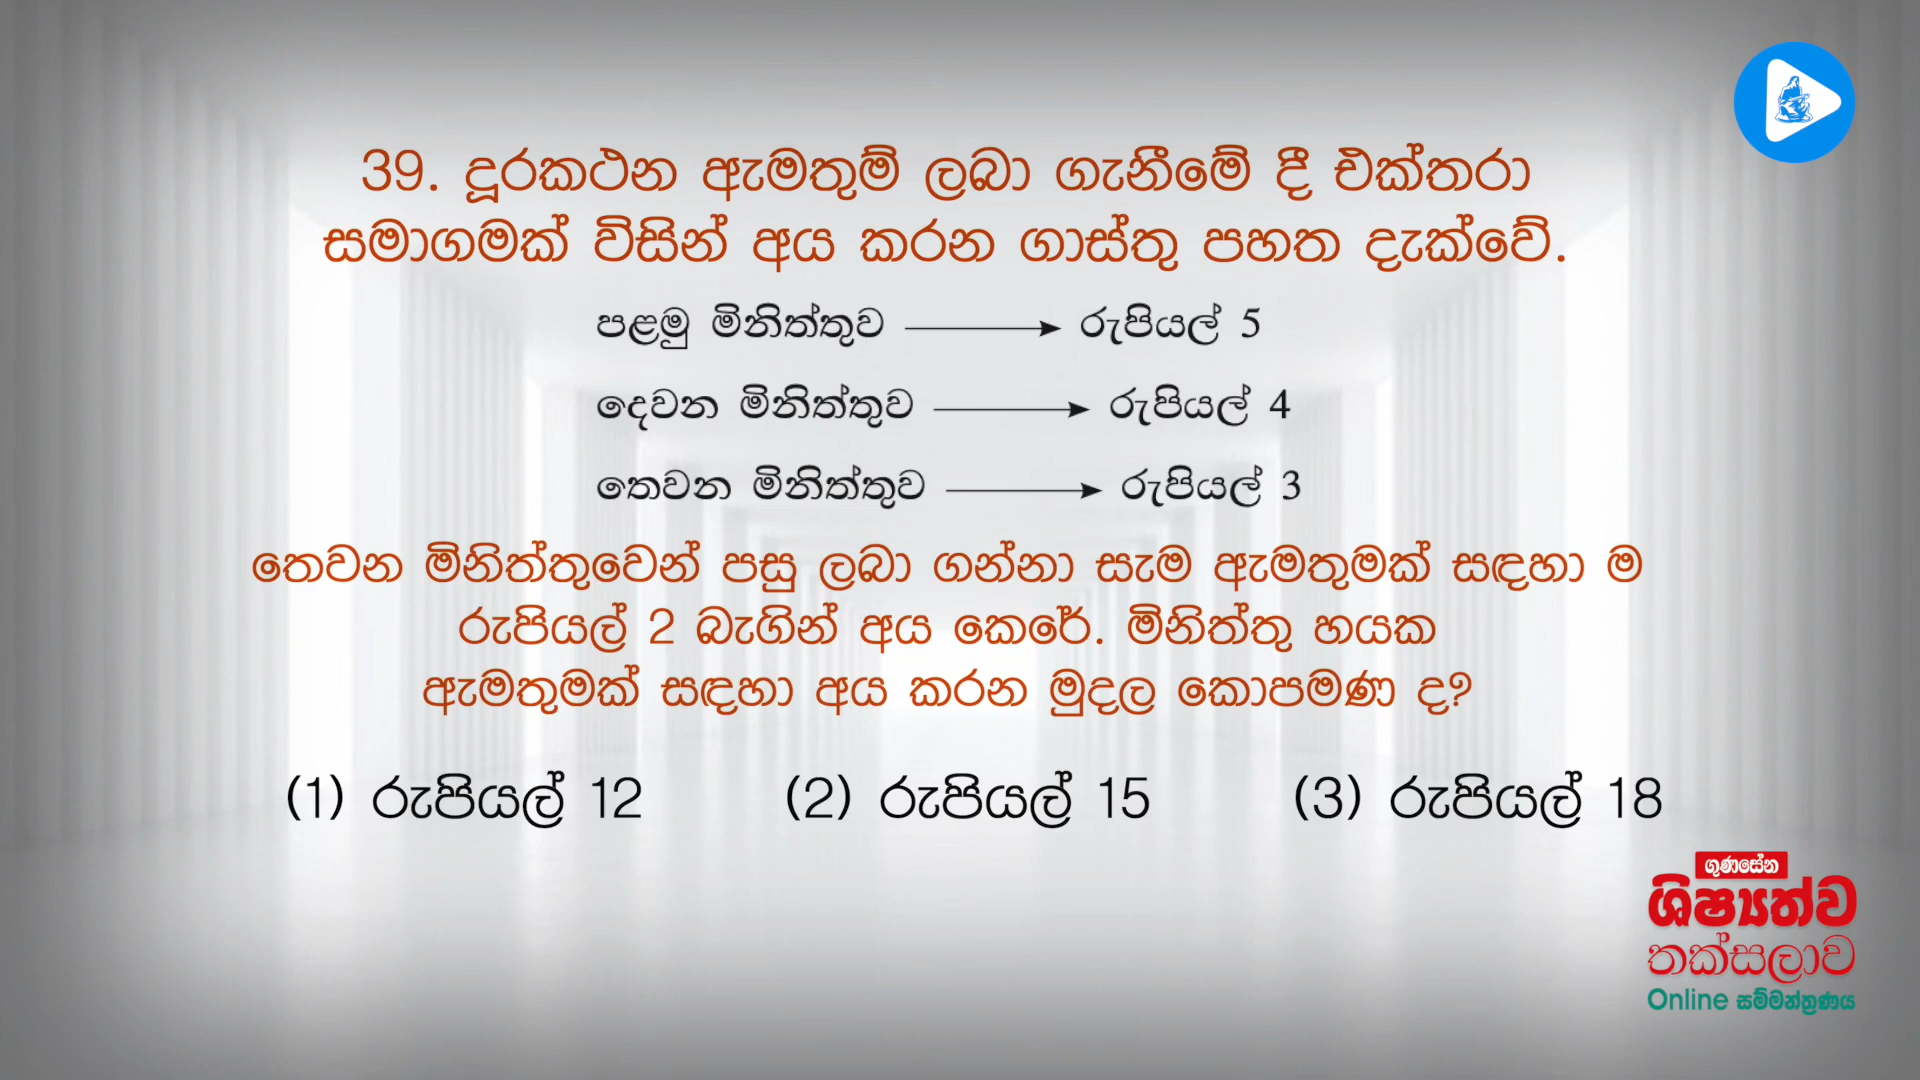 39. දූරකථන ඇමතුම් ලබා ගැනීමේ දී එක්තරා
සමාගමක් විසින් අය කරන ගාස්තු පහත දැක්වේ.
පළමු මිනිත්තුව → රුපියල් 5
දෙවන මිනිත්තුව → රුපියල් 4
තෙවන මිනිත්තුව → රුපියල් 3
තෙවන මිනිත්තුවෙන් පසු ලබා ගන්නා සැම ඇමතුමක් සඳහා ම
රුපියල් 2 බැගින් අය කෙරේ. මිනිත්තු හයක
ඇමතුමක් සඳහා අය කරන මුදල කොපමණ ද?
(1) රුපියල් 12 (2) රුපියල් 15 (3) රුපියල් 18
ගුණසේන
ශිෂ්‍යත්ව
තක්සලාව
Online සම්මන්ත්‍රණය